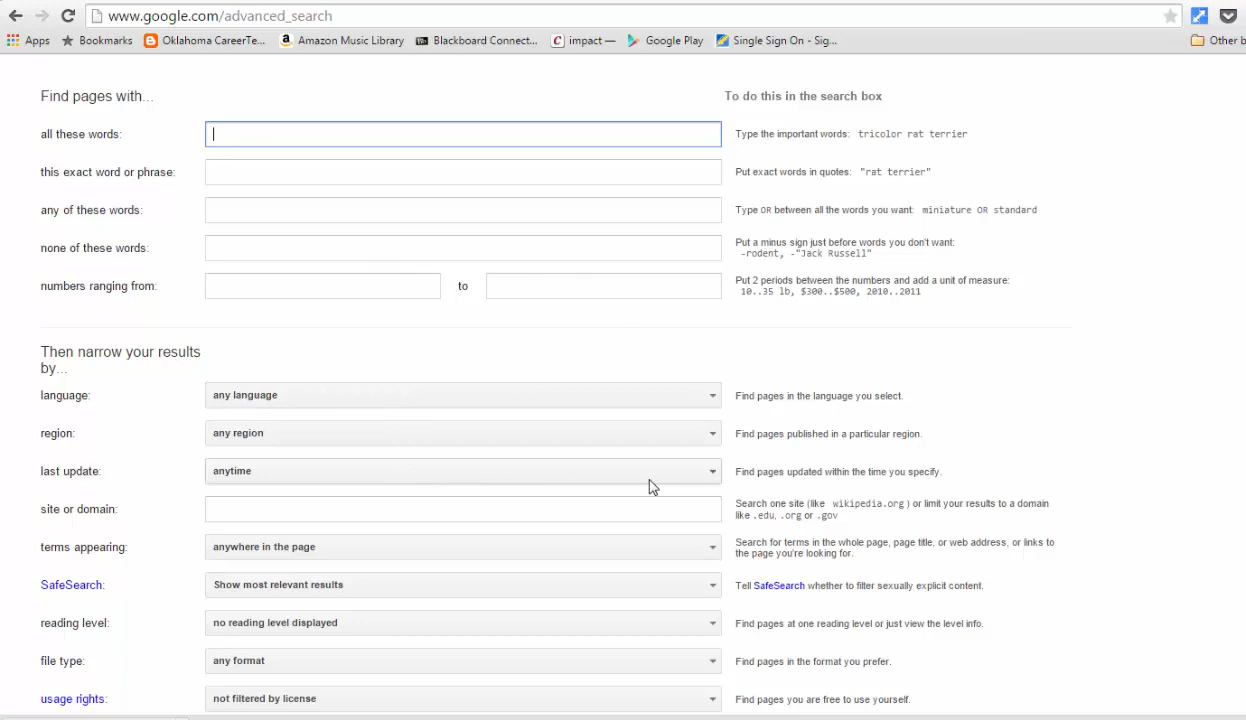 www.google.com/advanced_search
Apps Bookmarks Oklahoma CareerTe... Amazon Music Library Blackboard Connect... impact — Google Play Single Sign On - Sig... Other b
Find pages with... To do this in the search box
all these words: Type the important words: tricolor rat terrier
this exact word or phrase: Put exact words in quotes: "rat terrier"
any of these words: Type OR between all the words you want: miniature OR standard
none of these words: Put a minus sign just before words you don't want:
-rodent, -"Jack Russell"
numbers ranging from: to Put 2 periods between the numbers and add a unit of measure:
10..35 lb, $300..$500, 2010..2011
Then narrow your results
by...
language: any language Find pages in the language you select.
region: any region Find pages published in a particular region.
last update: anytime Find pages updated within the time you specify.
site or domain: Search one site (like wikipedia.org ) or limit your results to a domain
like .edu, .org or .gov
terms appearing: anywhere in the page Search for terms in the whole page, page title, or web address, or links to
the page you're looking for.
SafeSearch: Show most relevant results Tell SafeSearch whether to filter sexually explicit content.
reading level: no reading level displayed Find pages at one reading level or just view the level info.
file type: any format Find pages in the format you prefer.
usage rights: not filtered by license Find pages you are free to use yourself.